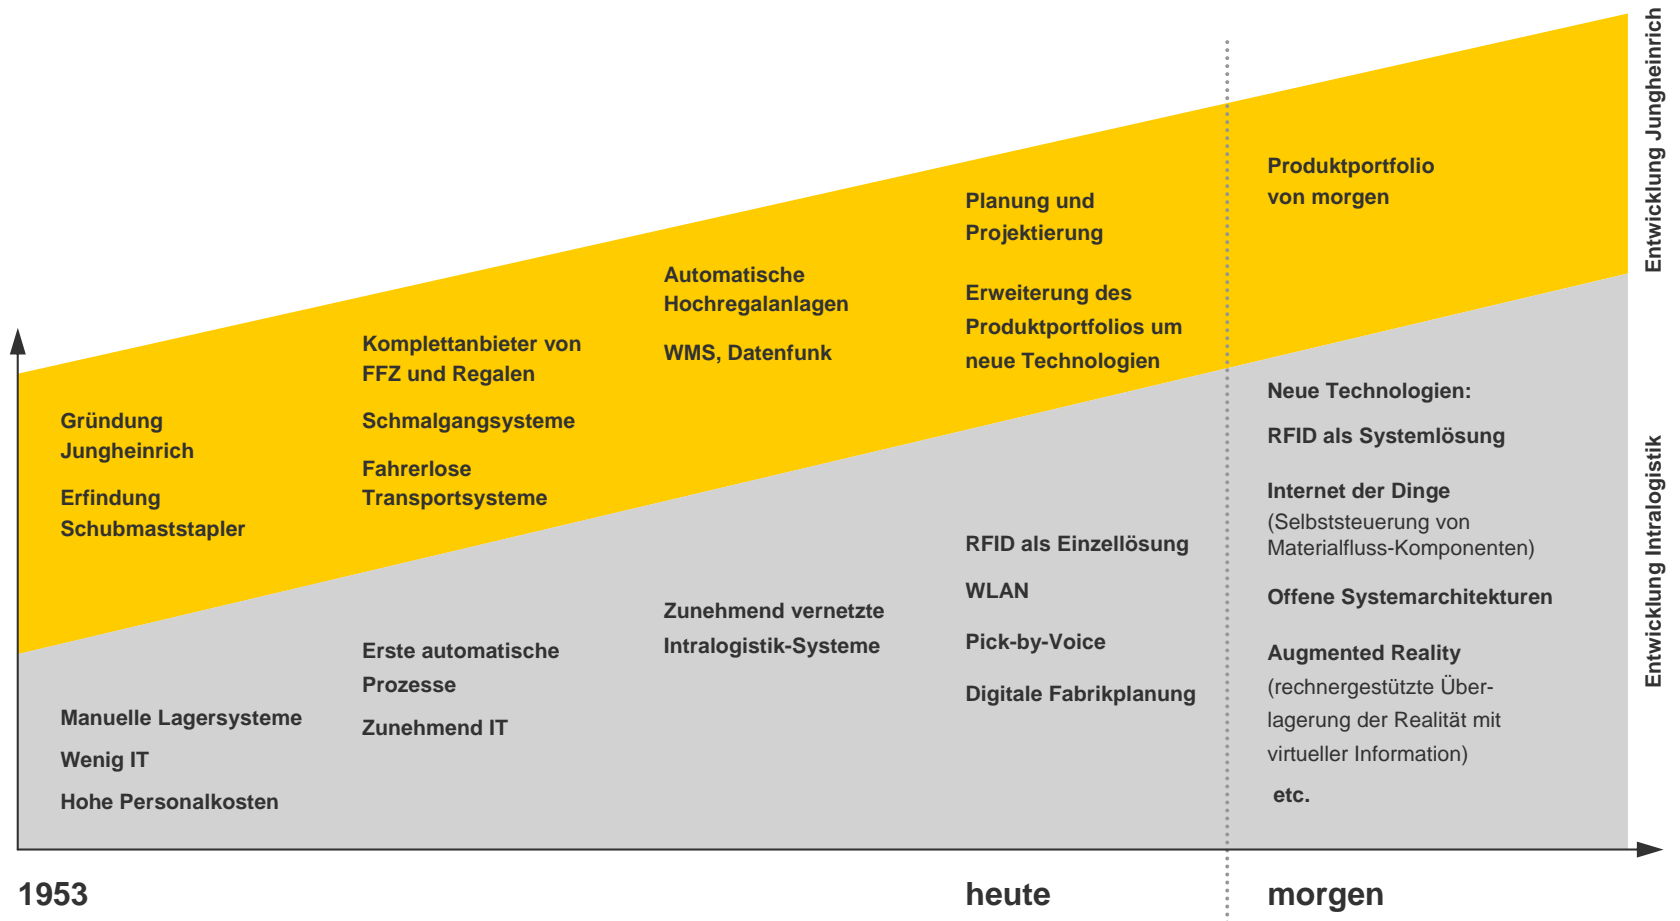 Gründung
Jungheinrich
Erfindung
Schubmaststapler
Komplettanbieter von
FFZ und Regalen
Schmalgangsysteme
Fahrerlose
Transportsysteme
Automatische
Hochregalanlagen
WMS, Datenfunk
Planung und
Projektierung
Erweiterung des
Produktportfolios um
neue Technologien
Produktportfolio
von morgen
Entwicklung Jungheinrich
Manuelle Lagersysteme
Wenig IT
Hohe Personalkosten
Erste automatische
Prozesse
Zunehmend IT
Zunehmend vernetzte
Intralogistik-Systeme
RFID als Einzellösung
WLAN
Pick-by-Voice
Digitale Fabrikplanung
Neue Technologien:
RFID als Systemlösung
Internet der Dinge
(Selbststeuerung von
Materialfluss-Komponenten)
Offene Systemarchitekturen
Augmented Reality
(rechnergestützte Über-
lagerung der Realität mit
virtueller Information)
etc.
Entwicklung Intralogistik
1953
heute
morgen